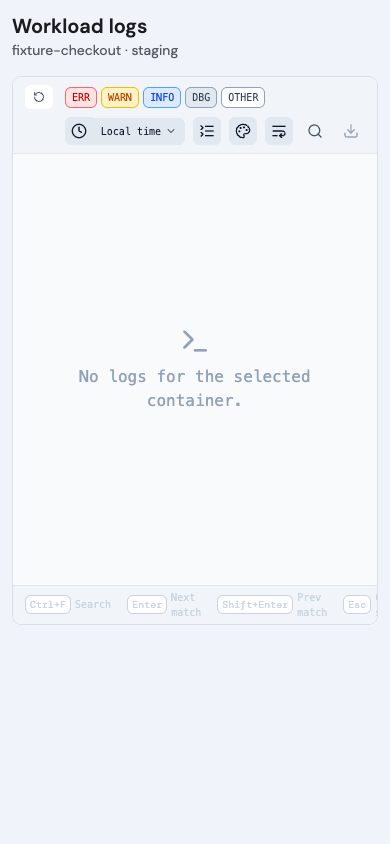 Workload logs
fixture-checkout · staging
ERR WARN INFO DBG OTHER
Local time
No logs for the selected
container.
Ctrl+F Search Enter Next match Shift+Enter Prev match Esc